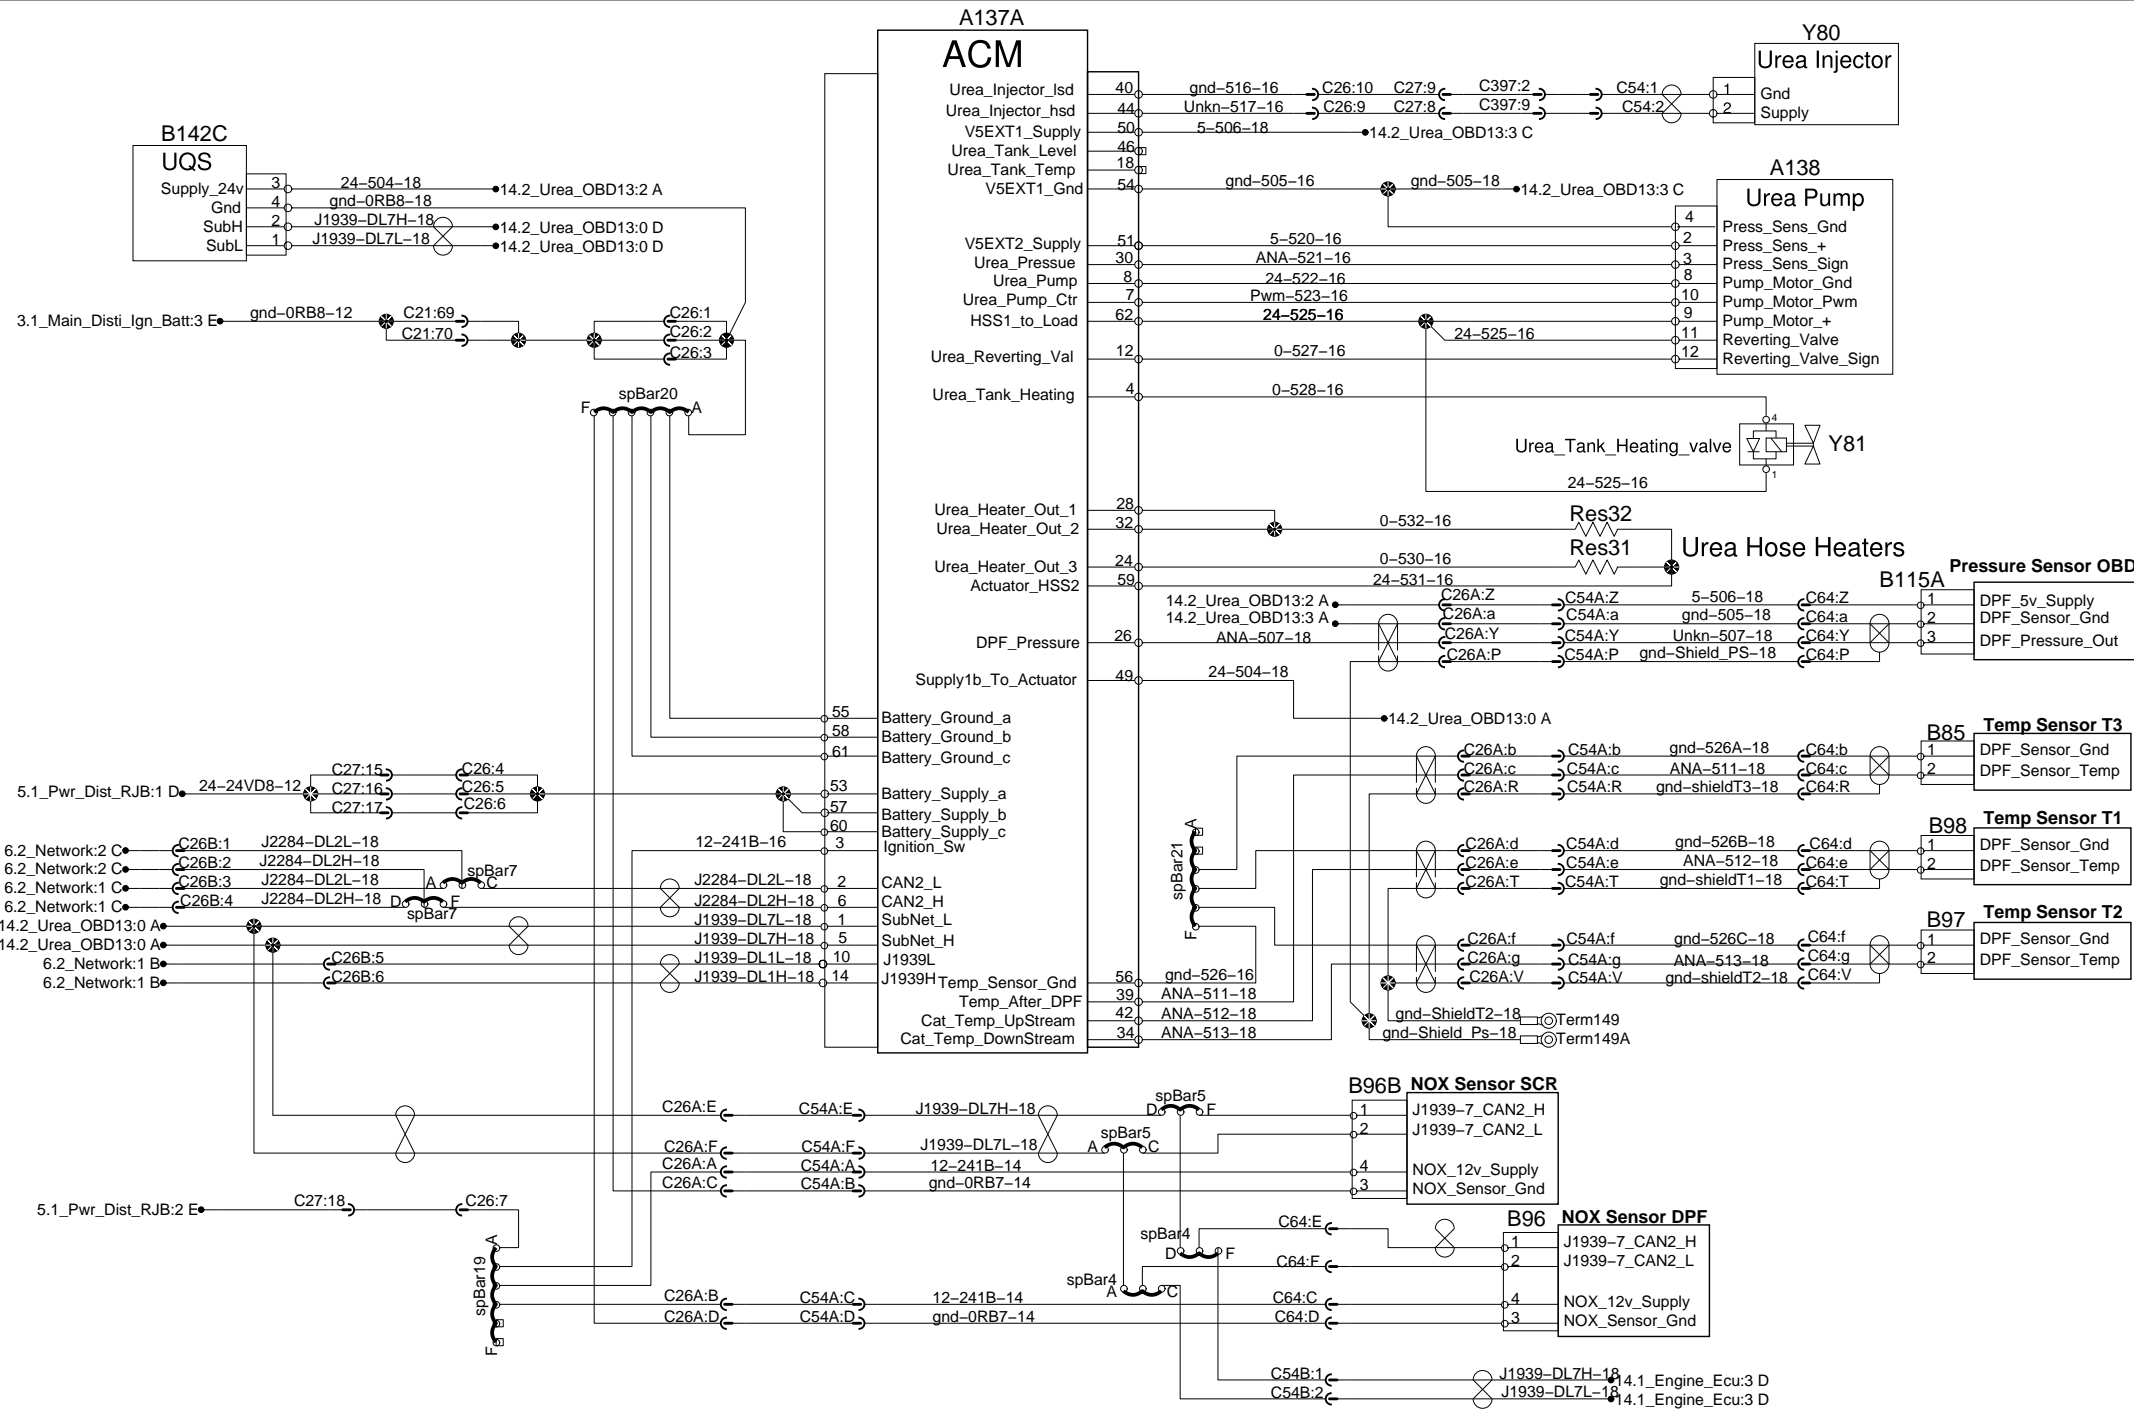 A137A
ACM
Urea_Injector_lsd 40 gnd-516-16 C26:10 C27:9 C397:2 C54:1
Urea_Injector_hsd 44 Unkn-517-16 C26:9 C27:8 C397:9 C54:2
V5EXT1_Supply 50 5-506-18 14.2_Urea_OBD13:3 C
Urea_Tank_Level 46
Urea_Tank_Temp 18
V5EXT1_Gnd 54 gnd-505-16 gnd-505-18 14.2_Urea_OBD13:3 C
V5EXT2_Supply 51 5-520-16
Urea_Pressue 30 ANA-521-16
Urea_Pump 8 24-522-16
Urea_Pump_Ctr 7 Pwm-523-16
HSS1_to_Load 62 24-525-16
24-525-16
Urea_Reverting_Val 12 0-527-16
Urea_Tank_Heating 4 0-528-16
Y80
Urea Injector
1 Gnd
2 Supply
A138
Urea Pump
4 Press_Sens_Gnd
2 Press_Sens_+
3 Press_Sens_Sign
8 Pump_Motor_Gnd
10 Pump_Motor_Pwm
9 Pump_Motor_+
11 Reverting_Valve
12 Reverting_Valve_Sign
4
Urea_Tank_Heating_valve Y81
1
24-525-16
Urea_Heater_Out_1 28
Urea_Heater_Out_2 32 0-532-16 Res32
Urea_Heater_Out_3 24 0-530-16 Res31
Urea Hose Heaters
Actuator_HSS2 59 24-531-16
B142C
UQS
Supply_24v 3 24-504-18 14.2_Urea_OBD13:2 A
Gnd 4 gnd-0RB8-18
SubH 2 J1939-DL7H-18 14.2_Urea_OBD13:0 D
SubL 1 J1939-DL7L-18 14.2_Urea_OBD13:0 D
3.1_Main_Disti_Ign_Batt:3 E gnd-0RB8-12 C21:69 C26:1
C21:70 C26:2
C26:3
spBar20
F A
Pressure Sensor OBD
B115A
14.2_Urea_OBD13:2 A C26A:Z C54A:Z 5-506-18 C64:Z 1 DPF_5v_Supply
14.2_Urea_OBD13:3 A C26A:a C54A:a gnd-505-18 C64:a 2 DPF_Sensor_Gnd
DPF_Pressure 26 ANA-507-18 C26A:Y C54A:Y Unkn-507-18 C64:Y 3 DPF_Pressure_Out
C26A:P C54A:P gnd-Shield_PS-18 C64:P
Supply1b_To_Actuator 49 24-504-18
14.2_Urea_OBD13:0 A
55 Battery_Ground_a
58 Battery_Ground_b
61 Battery_Ground_c
5.1_Pwr_Dist_RJB:1 D 24-24VD8-12 C27:15 C26:4
C27:16 C26:5
C27:17 C26:6
53 Battery_Supply_a
57 Battery_Supply_b
60 Battery_Supply_c
12-241B-16 3 Ignition_Sw
6.2_Network:2 C C26B:1 J2284-DL2L-18
6.2_Network:2 C C26B:2 J2284-DL2H-18
6.2_Network:1 C C26B:3 J2284-DL2L-18 A spBar7 C J2284-DL2L-18 2 CAN2_L
6.2_Network:1 C C26B:4 J2284-DL2H-18 D spBar7 F J2284-DL2H-18 6 CAN2_H
14.2_Urea_OBD13:0 A J1939-DL7L-18 1 SubNet_L
14.2_Urea_OBD13:0 A J1939-DL7H-18 5 SubNet_H
6.2_Network:1 B C26B:5 J1939-DL1L-18 10 J1939L
6.2_Network:1 B C26B:6 J1939-DL1H-18 14 J1939H
Temp_Sensor_Gnd 56 gnd-526-16
Temp_After_DPF 39 ANA-511-18
Cat_Temp_UpStream 42 ANA-512-18
Cat_Temp_DownStream 34 ANA-513-18
A spBar21 F
B85 Temp Sensor T3
C26A:b C54A:b gnd-526A-18 C64:b 1 DPF_Sensor_Gnd
C26A:c C54A:c ANA-511-18 C64:c 2 DPF_Sensor_Temp
C26A:R C54A:R gnd-shieldT3-18 C64:R
B98 Temp Sensor T1
C26A:d C54A:d gnd-526B-18 C64:d 1 DPF_Sensor_Gnd
C26A:e C54A:e ANA-512-18 C64:e 2 DPF_Sensor_Temp
C26A:T C54A:T gnd-shieldT1-18 C64:T
B97 Temp Sensor T2
C26A:f C54A:f gnd-526C-18 C64:f 1 DPF_Sensor_Gnd
C26A:g C54A:g ANA-513-18 C64:g 2 DPF_Sensor_Temp
C26A:V C54A:V gnd-shieldT2-18 C64:V
gnd-ShieldT2-18 Term149
gnd-Shield_Ps-18 Term149A
B96B NOX Sensor SCR
C26A:E C54A:E J1939-DL7H-18 D spBar5 F 1 J1939-7_CAN2_H
C26A:F C54A:F J1939-DL7L-18 A spBar5 C 2 J1939-7_CAN2_L
C26A:A C54A:A 12-241B-14 4 NOX_12v_Supply
C26A:C C54A:B gnd-0RB7-14 3 NOX_Sensor_Gnd
5.1_Pwr_Dist_RJB:2 E C27:18 C26:7
A spBar19 F
B96 NOX Sensor DPF
D spBar4 F C64:E 1 J1939-7_CAN2_H
A spBar4 C C64:F 2 J1939-7_CAN2_L
C26A:B C54A:C 12-241B-14 C64:C 4 NOX_12v_Supply
C26A:D C54A:D gnd-0RB7-14 C64:D 3 NOX_Sensor_Gnd
C54B:1 J1939-DL7H-18 14.1_Engine_Ecu:3 D
C54B:2 J1939-DL7L-18 14.1_Engine_Ecu:3 D